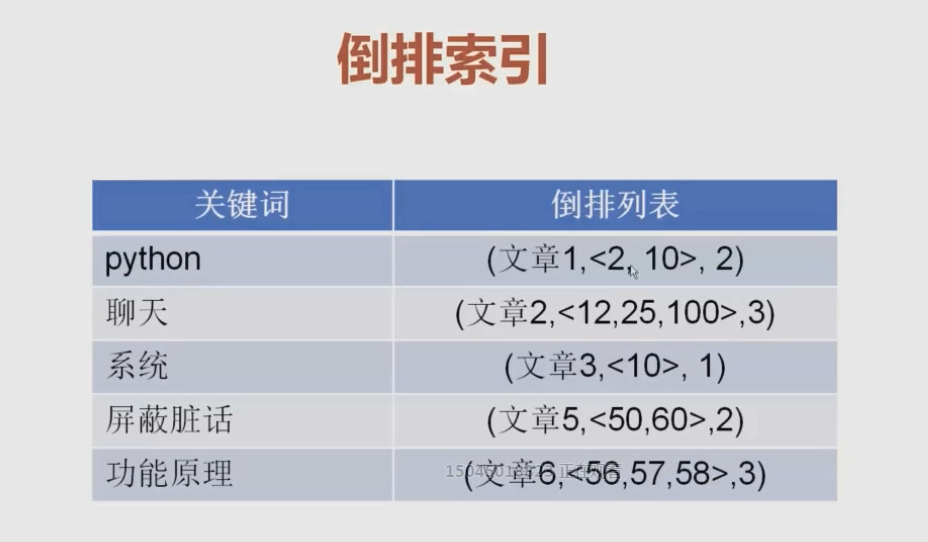 倒排索引
关键词 倒排列表
python (文章1,<2, 10>, 2)
聊天 (文章2,<12,25,100>,3)
系统 (文章3,<10>, 1)
屏蔽脏话 (文章5,<50,60>,2)
功能原理 (文章6,<56,57,58>,3)